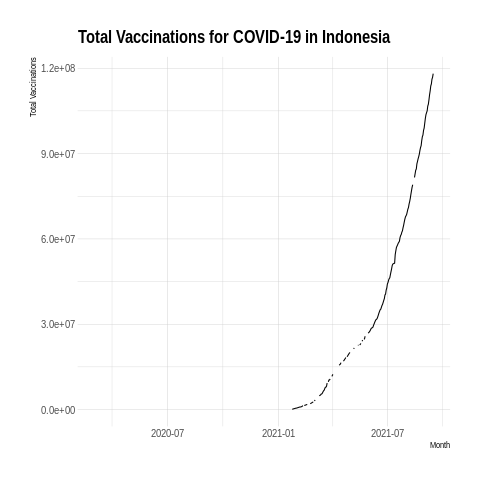 Total Vaccinations for COVID-19 in Indonesia
Total Vaccinations
1.2e+08
9.0e+07
6.0e+07
3.0e+07
0.0e+00
2020-07 2021-01 2021-07
Month